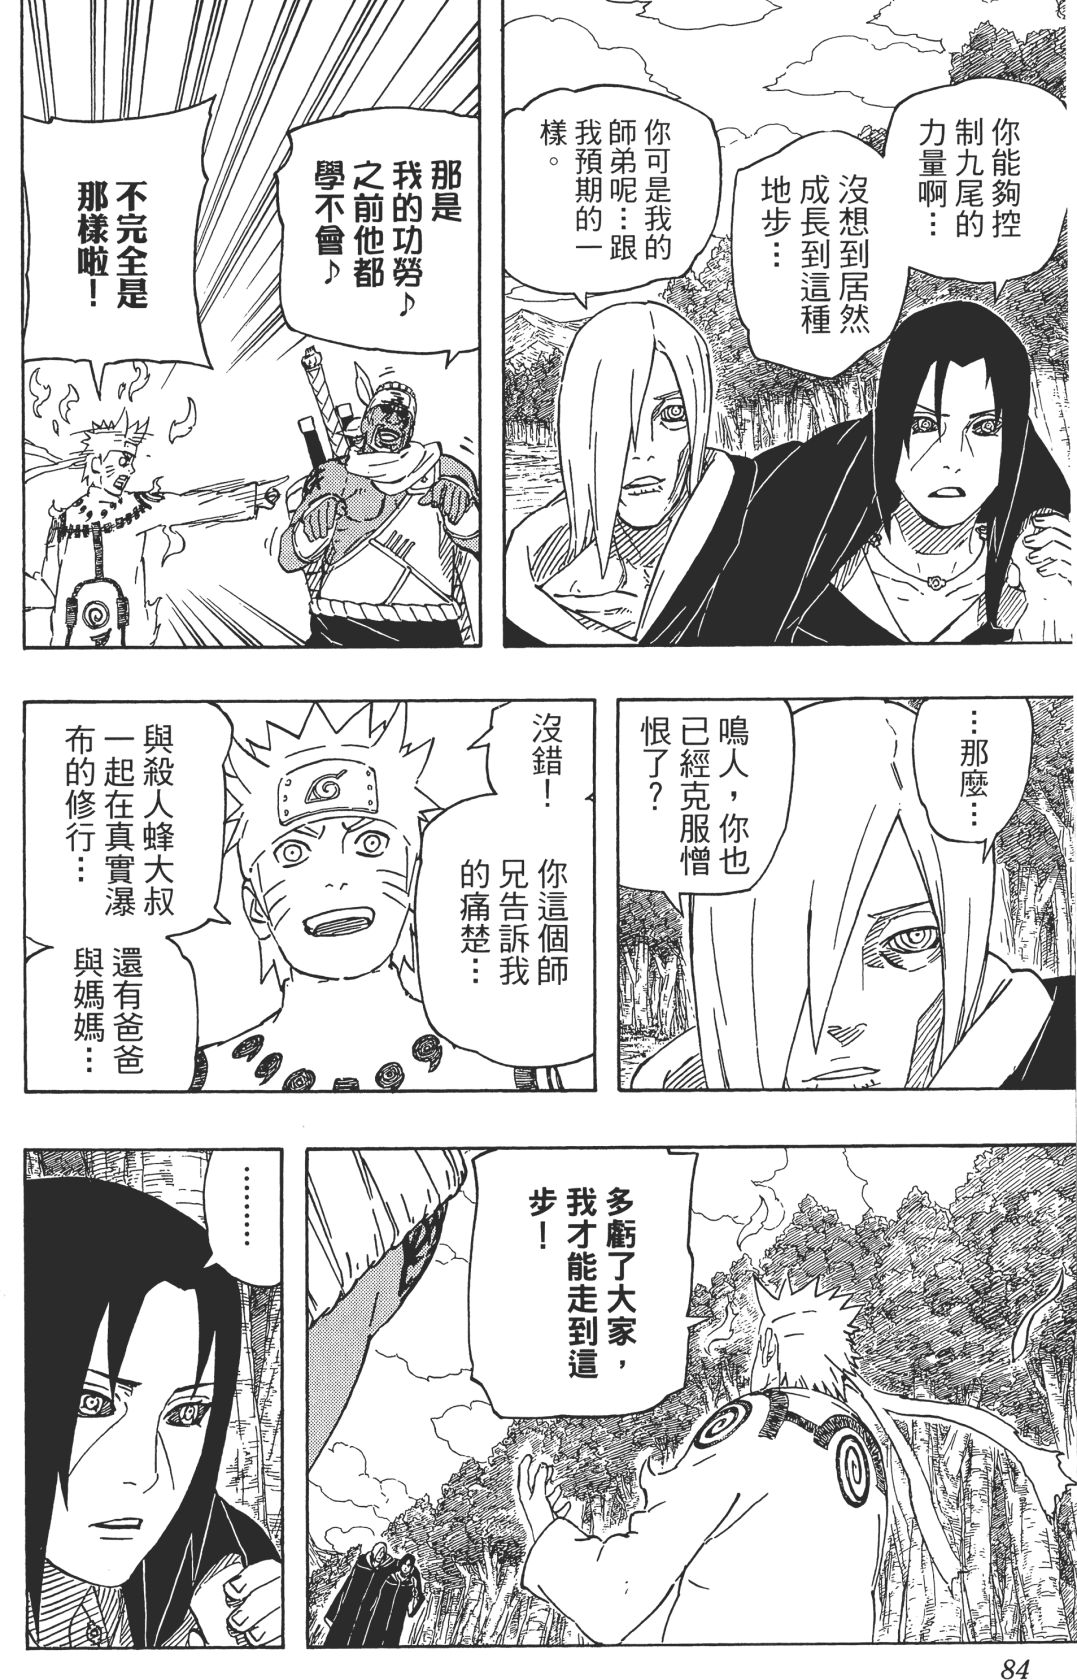 你能夠控
制九尾的
力量啊…
沒想到居然
成長到這種
地步…
你可是我的
師弟呢…跟
我預期的一
樣。
那是
我的功勞♪
之前他都
學不會♪
不完全是
那樣啦！
…那麼…
鳴人，你也
已經克服憎
恨了？
沒錯！
你這個師
兄告訴我
的痛楚…
與殺人蜂大叔
一起在真實瀑
布的修行…
還有爸爸
與媽媽…
多虧了大家，
我才能走到這
步！
………
84